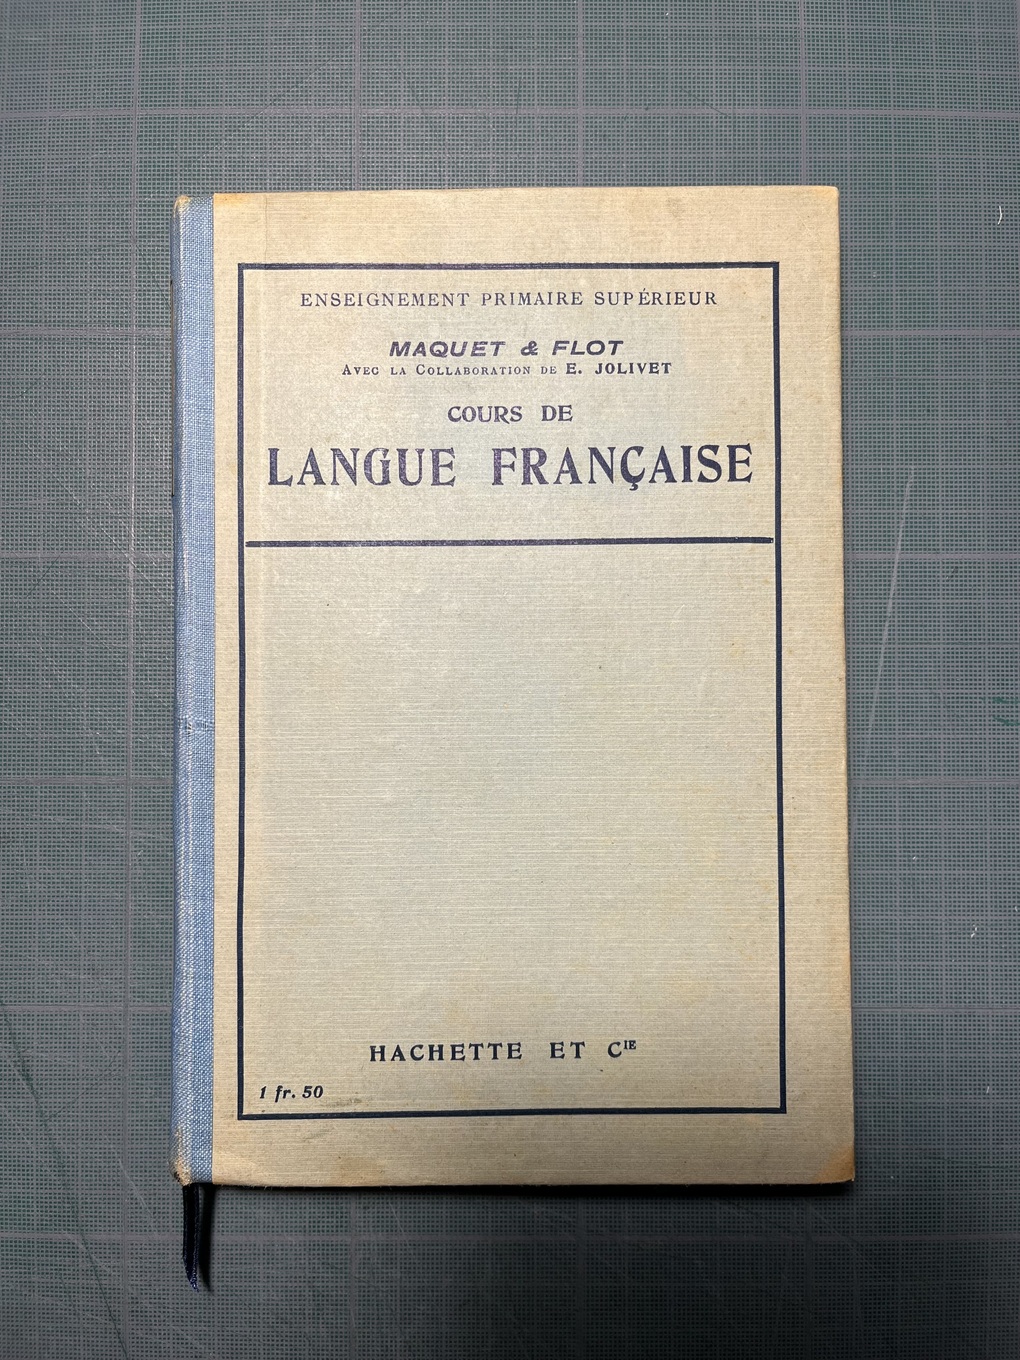 ENSEIGNEMENT PRIMAIRE SUPÉRIEUR
MAQUET & FLOT
AVEC LA COLLABORATION DE E. JOLIVET
COURS DE
LANGUE FRANÇAISE
HACHETTE ET CIE
1 fr. 50